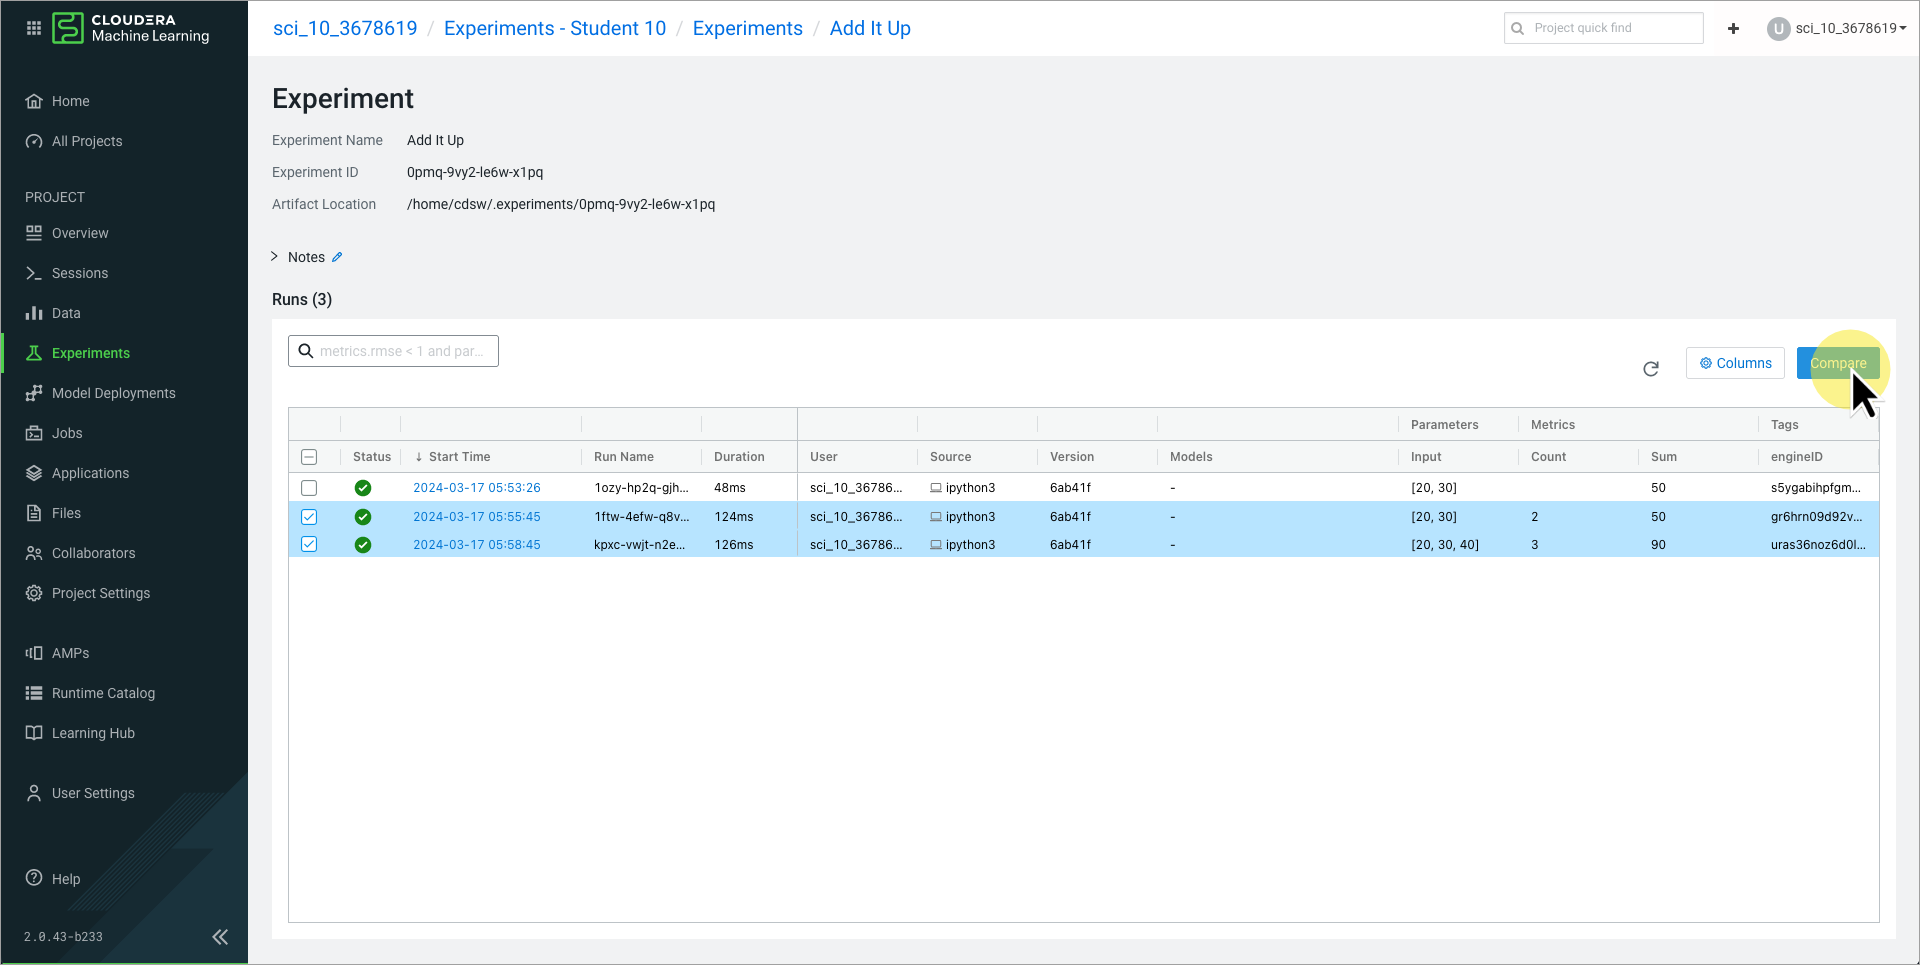 CLOUDERA
Machine Learning
sci_10_3678619 / Experiments - Student 10 / Experiments / Add It Up
Project quick find
+
U sci_10_3678619
Home
All Projects
PROJECT
Overview
Sessions
Data
Experiments
Model Deployments
Jobs
Applications
Files
Collaborators
Project Settings
AMPs
Runtime Catalog
Learning Hub
User Settings
Help
2.0.43-b233
Experiment
Experiment Name Add It Up
Experiment ID 0pmq-9vy2-le6w-x1pq
Artifact Location /home/cdsw/.experiments/0pmq-9vy2-le6w-x1pq
Notes
Runs (3)
metrics.rmse < 1 and par...
Columns
Compare
Parameters Metrics Tags
Status ↓ Start Time Run Name Duration User Source Version Models Input Count Sum engineID
2024-03-17 05:53:26 1ozy-hp2q-gjh... 48ms sci_10_36786... ipython3 6ab41f - [20, 30] 50 s5ygabihpfgm...
2024-03-17 05:55:45 1ftw-4efw-q8v... 124ms sci_10_36786... ipython3 6ab41f - [20, 30] 2 50 gr6hrn09d92v...
2024-03-17 05:58:45 kpxc-vwjt-n2e... 126ms sci_10_36786... ipython3 6ab41f - [20, 30, 40] 3 90 uras36noz6d0l...